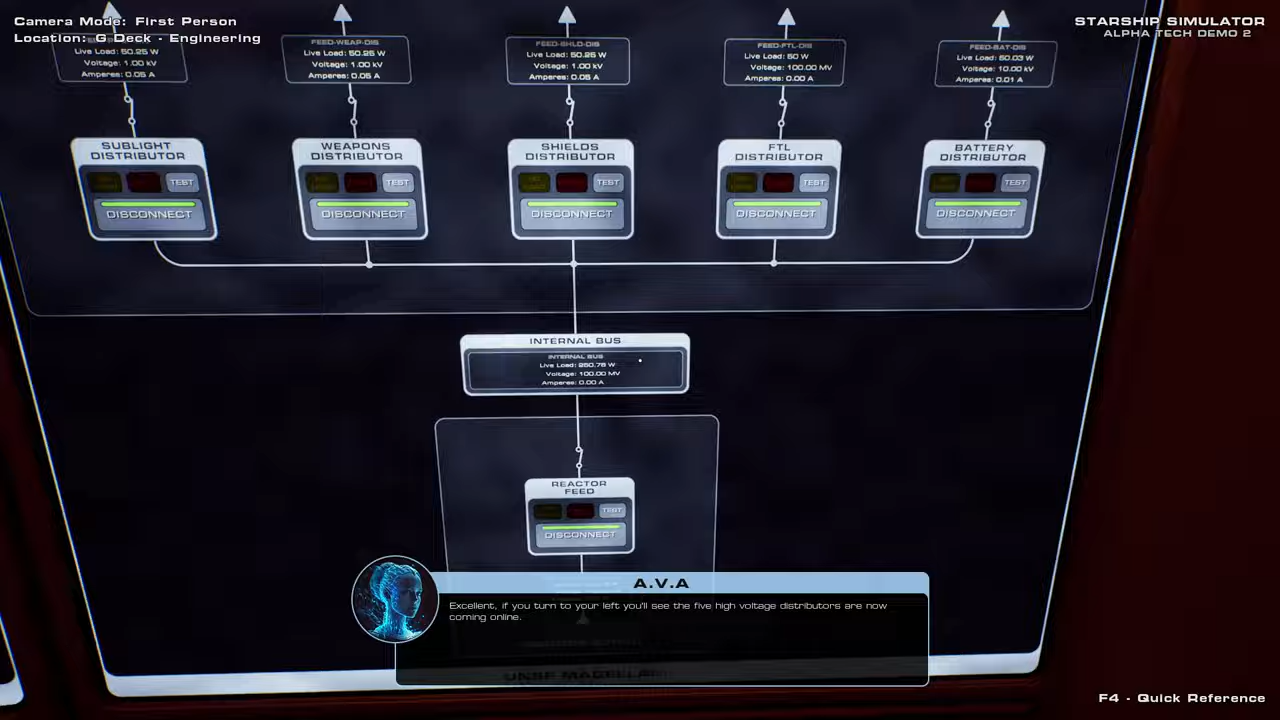 Camera Mode: First Person
Location: G Deck - Engineering
STARSHIP SIMULATOR
ALPHA TECH DEMO 2
Live Load: 50.25 W
Voltage: 1.00 kV
Amperes: 0.05 A
FEED-WEAP-DIS
Live Load: 50.25 W
Voltage: 1.00 kV
Amperes: 0.05 A
FEED-SHLD-DIS
Live Load: 50.25 W
Voltage: 1.00 kV
Amperes: 0.05 A
FEED-FTL-DIS
Live Load: 50 W
Voltage: 100.00 MV
Amperes: 0.00 A
FEED-BAT-DIS
Live Load: 50.03 W
Voltage: 10.00 kV
Amperes: 0.01 A
SUBLIGHT
DISTRIBUTOR
TEST
DISCONNECT
WEAPONS
DISTRIBUTOR
TEST
DISCONNECT
SHIELDS
DISTRIBUTOR
TEST
DISCONNECT
FTL
DISTRIBUTOR
TEST
DISCONNECT
BATTERY
DISTRIBUTOR
TEST
DISCONNECT
INTERNAL BUS
INTERNAL BUS
Live Load: 250.78 W
Voltage: 100.00 MV
Amperes: 0.00 A
REACTOR
FEED
TEST
DISCONNECT
A.V.A
Excellent, if you turn to your left you'll see the five high voltage distributors are now
coming online.
F4 - Quick Reference